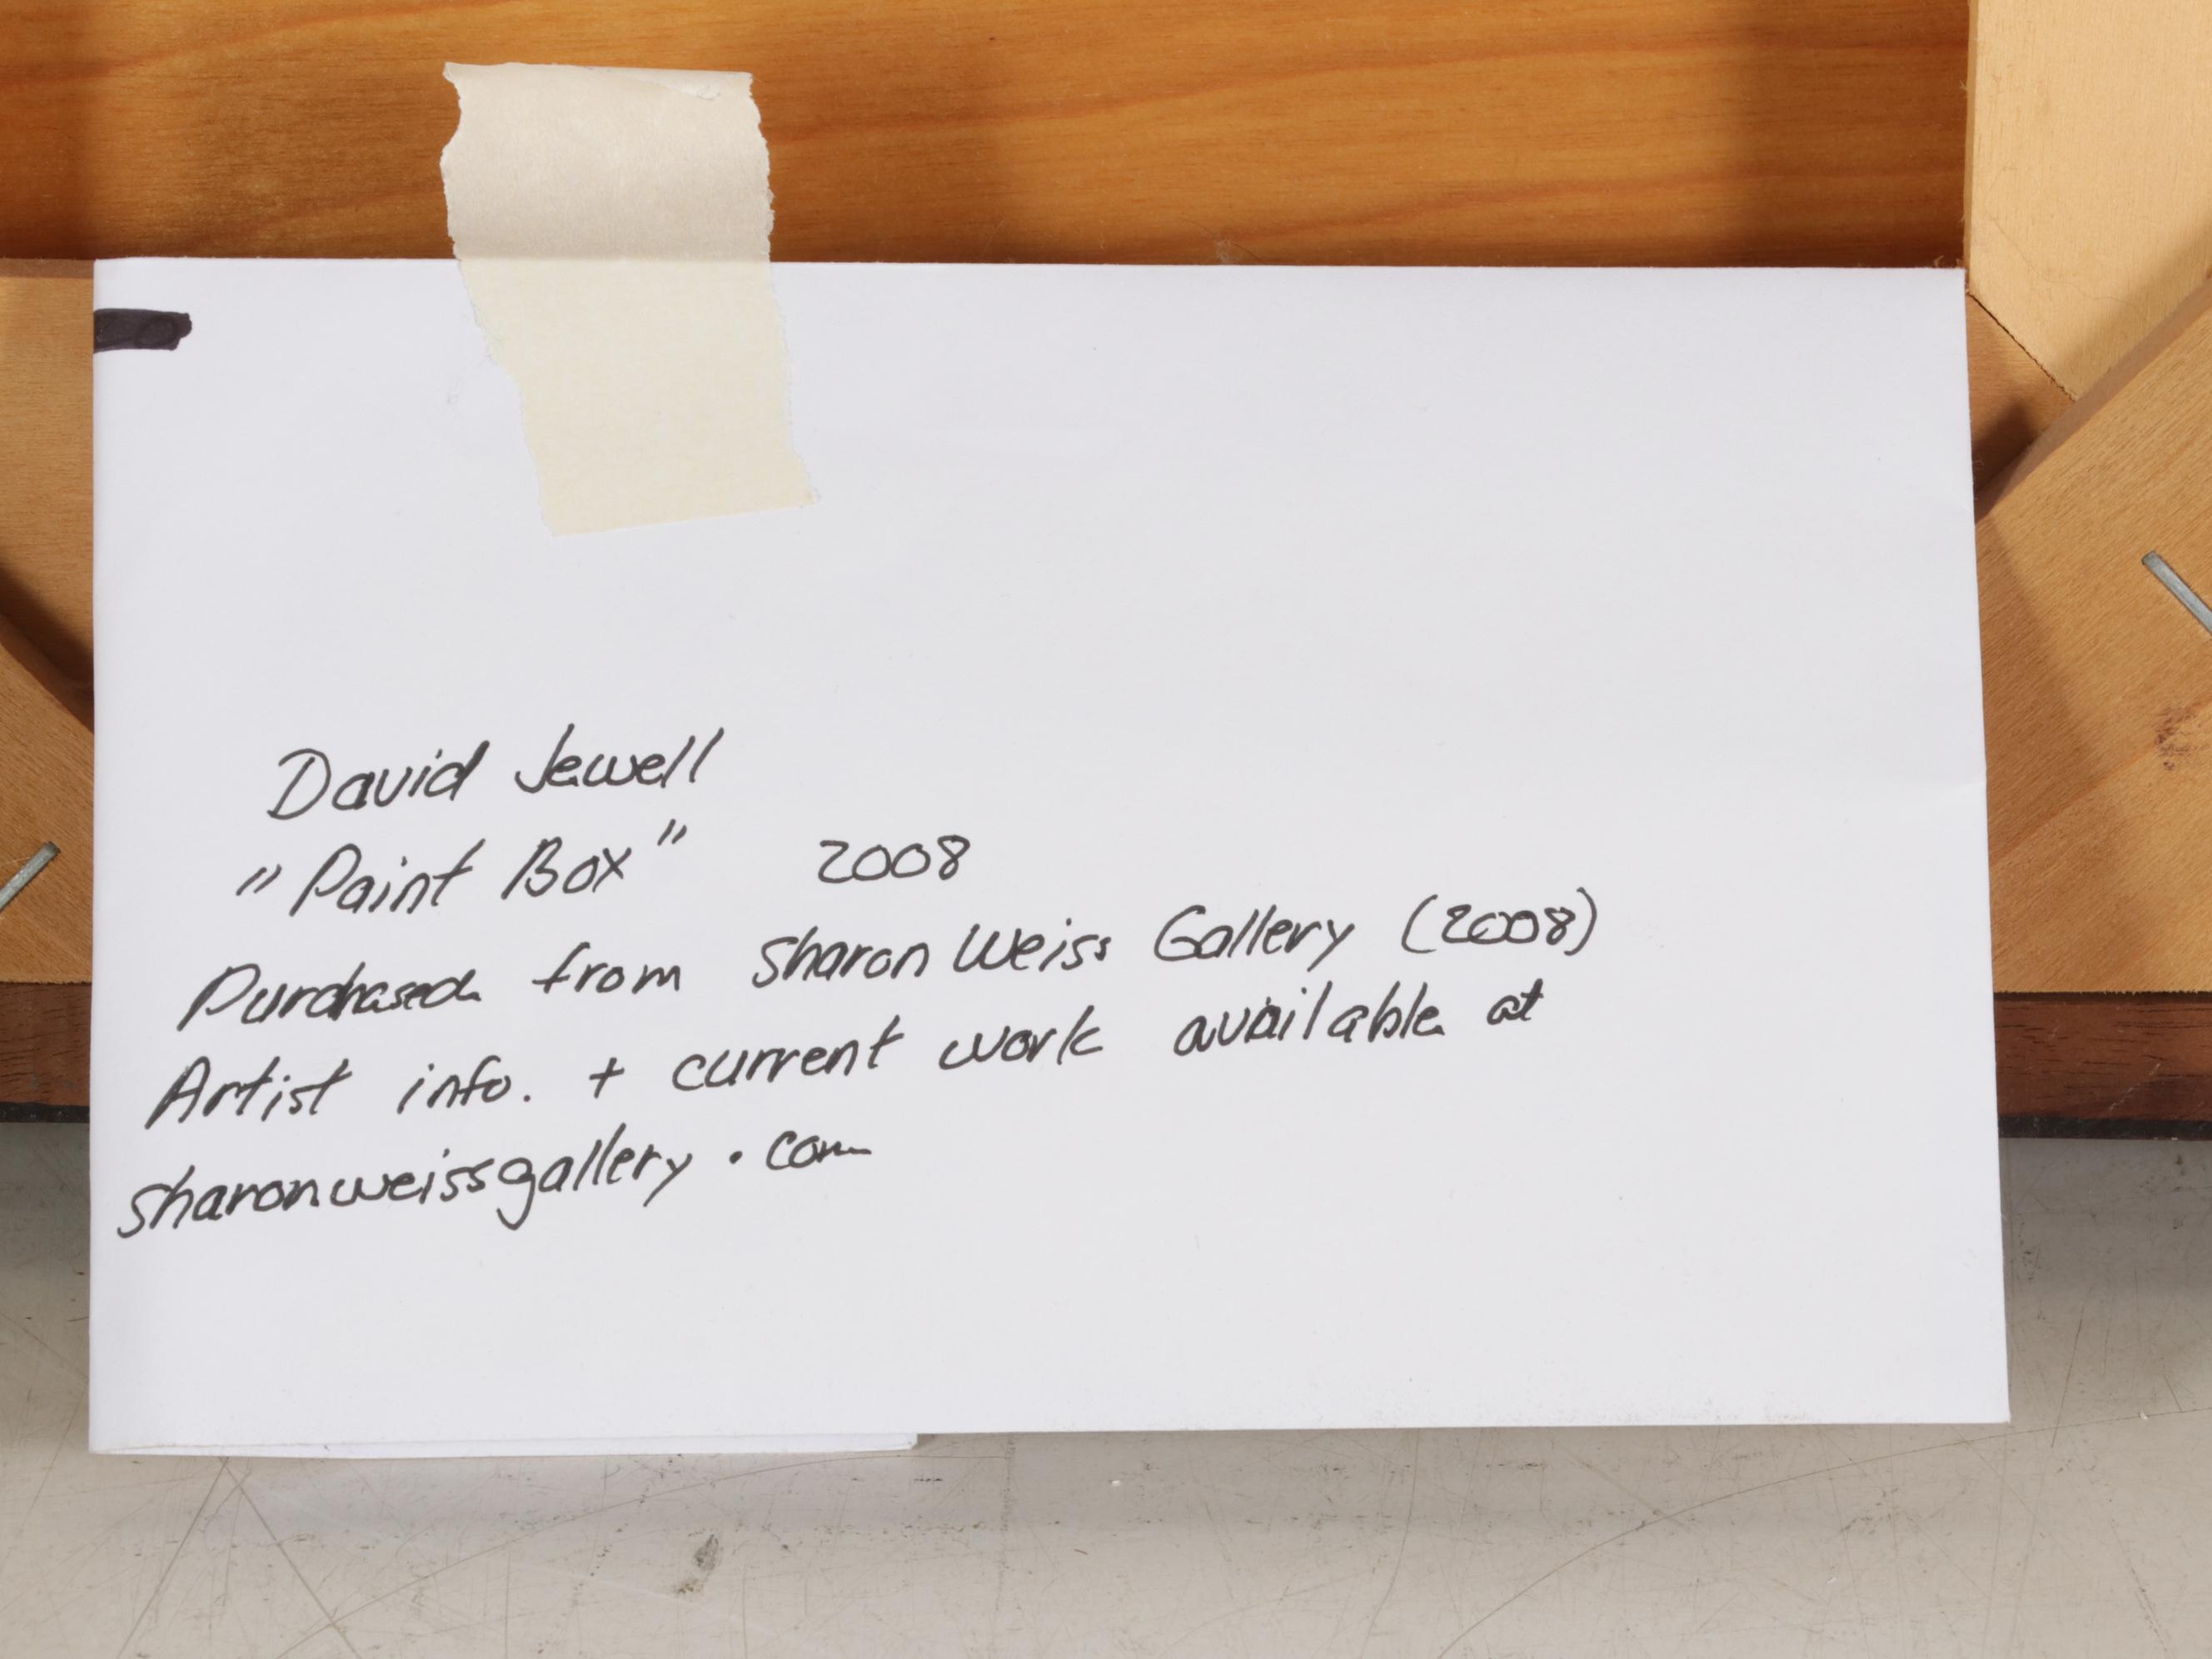 David Jewell
"Paint Box" 2008
Purchased from Sharon Weiss Gallery (2008)
Artist info. + current work available at
sharonweissgallery.com